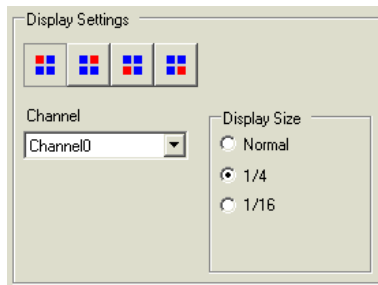 Display Settings
Channel
Channel0
Display Size
Normal
1/4
1/16